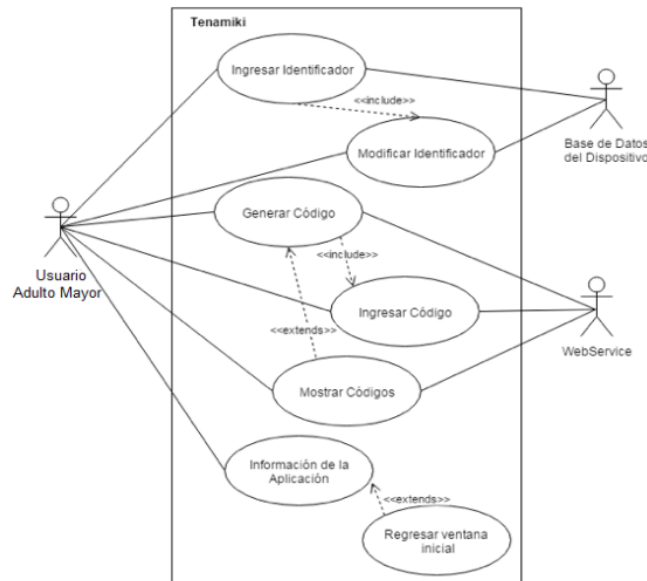 Tenamiki
Ingresar Identificador
<<include>>
Modificar Identificador
Base de Datos
del Dispositivo
Generar Código
<<include>>
Usuario
Adulto Mayor
Ingresar Código
<<extends>>
WebService
Mostrar Códigos
Información de la
Aplicación
<<extends>>
Regresar ventana
inicial